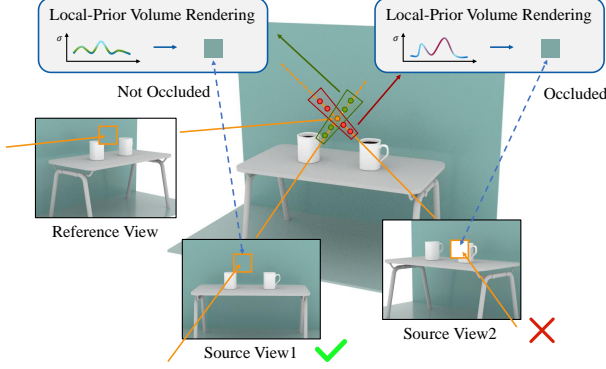 Local-Prior Volume Rendering
σ
Not Occluded
Local-Prior Volume Rendering
σ
Occluded
Reference View
Source View1
Source View2